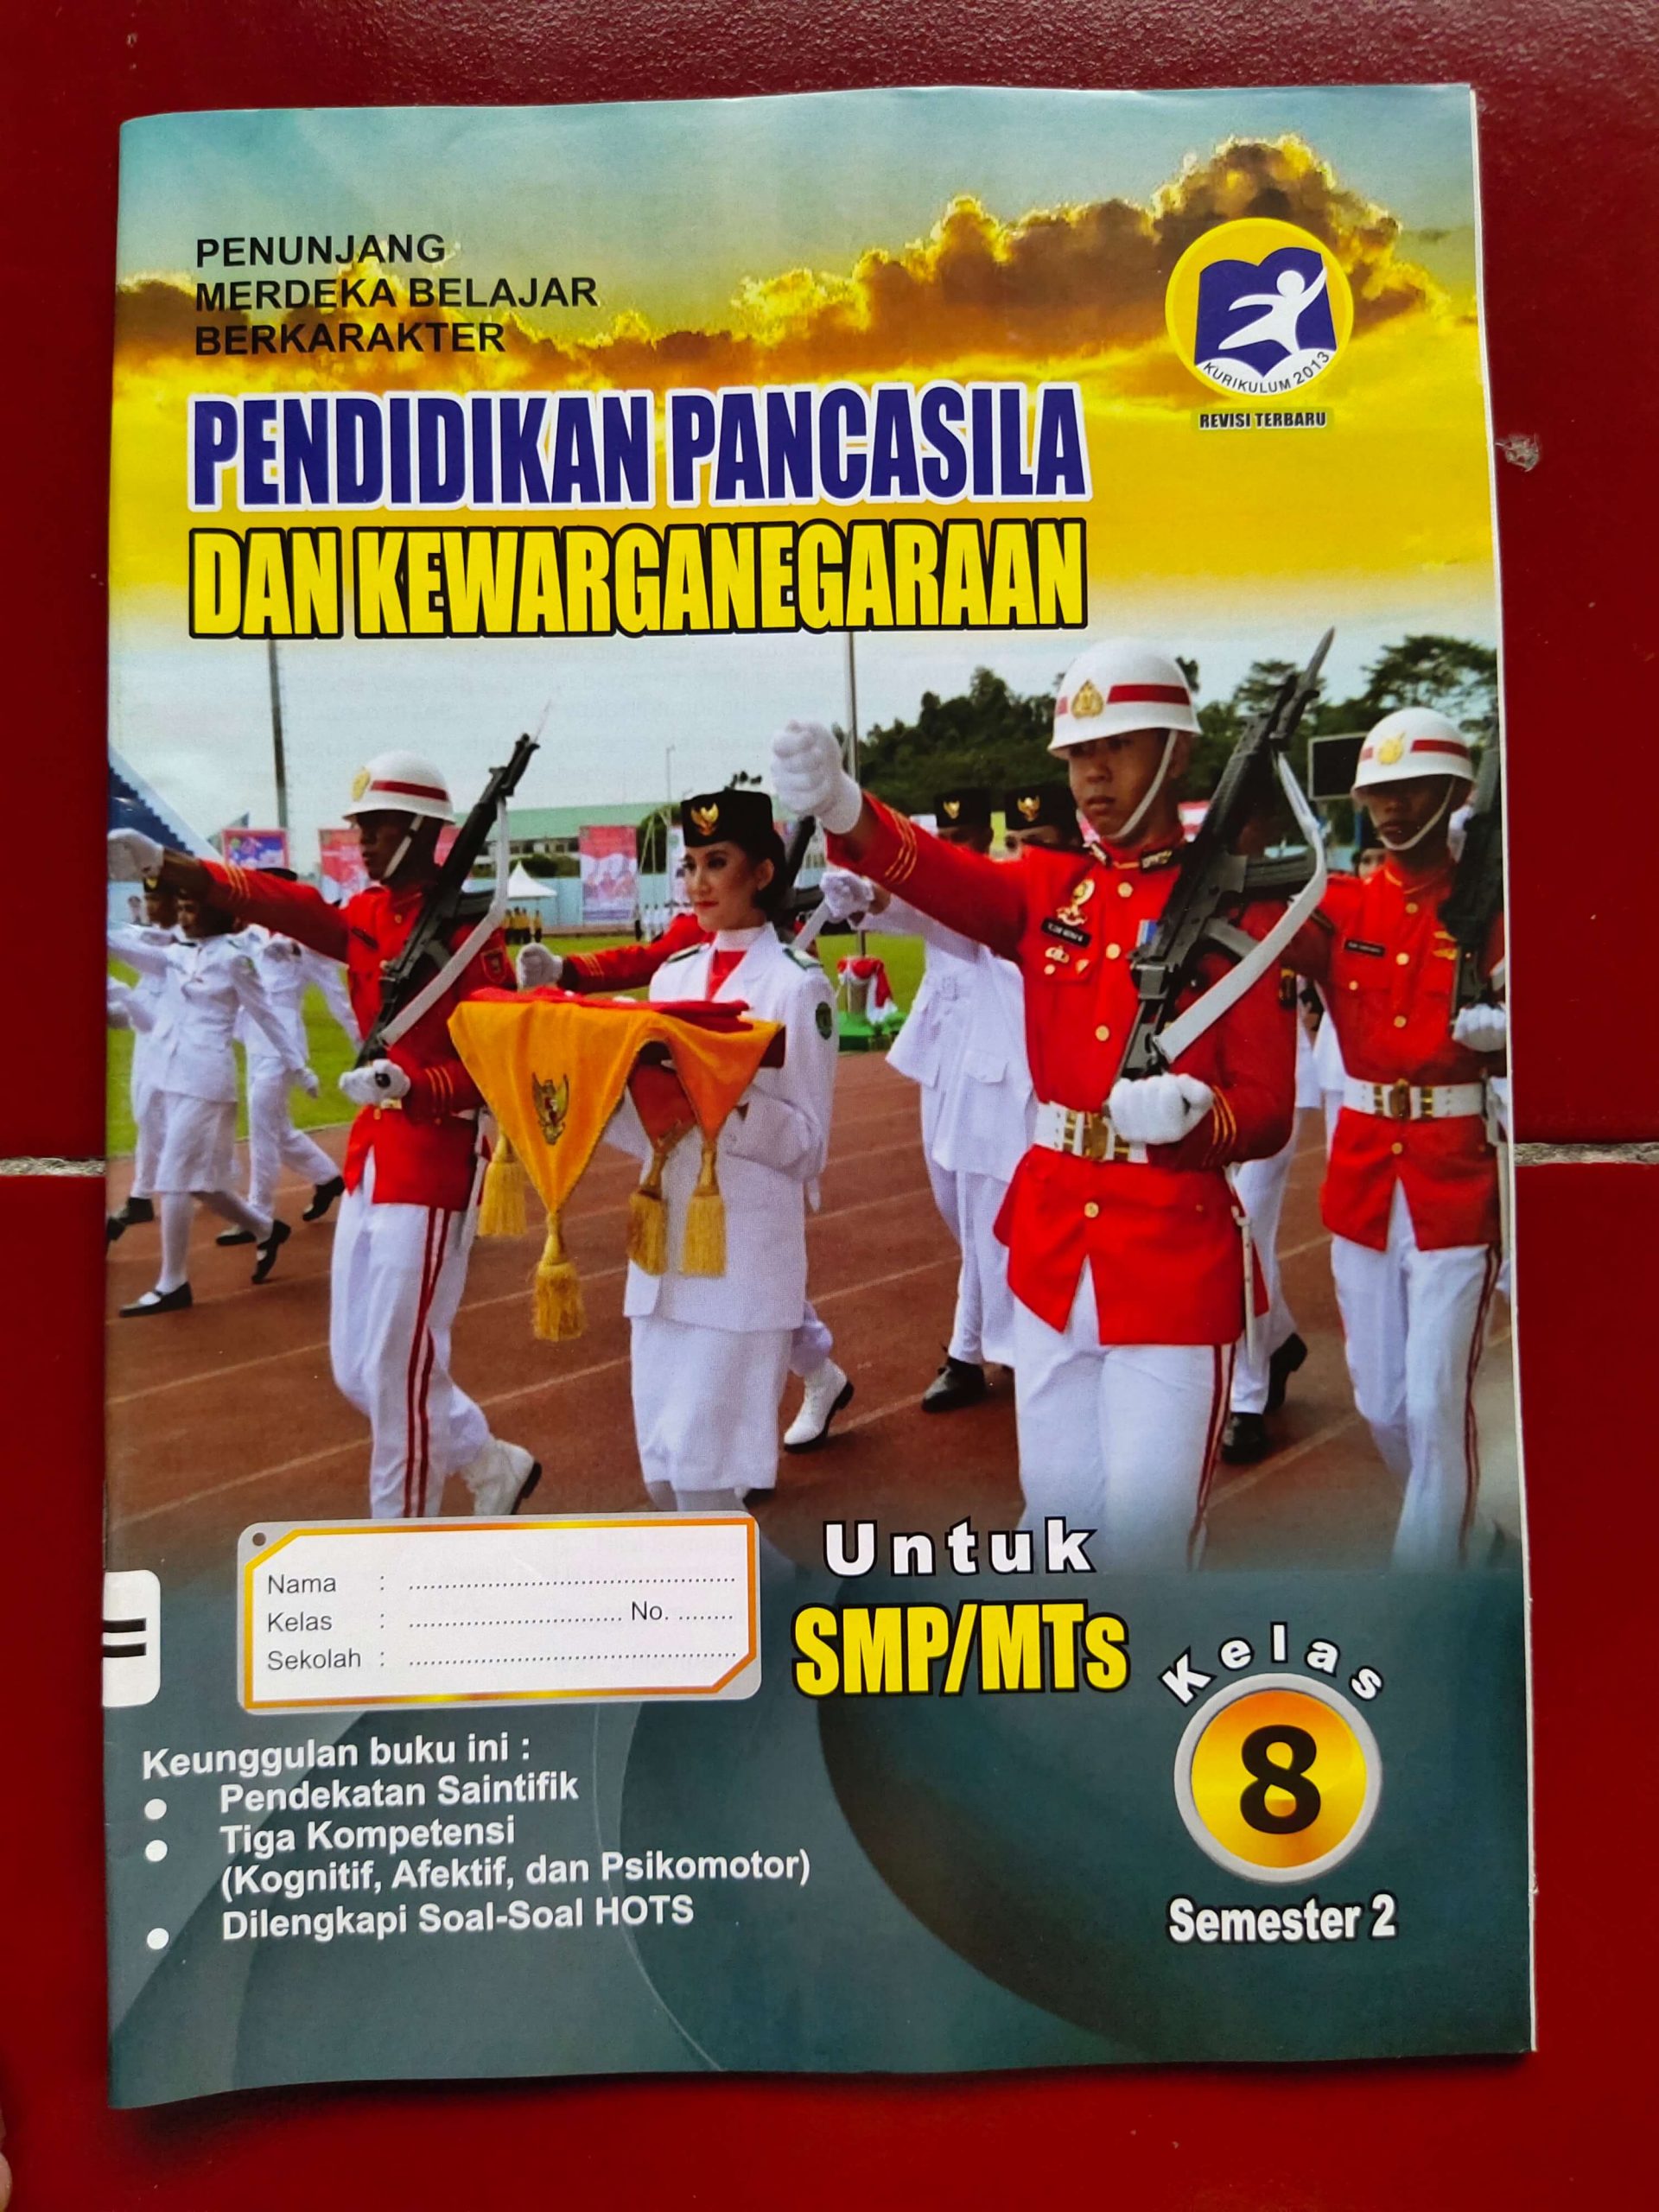 PENUNJANG
MERDEKA BELAJAR
BERKARAKTER
KURIKULUM 2013
REVISI TERBARU
PENDIDIKAN PANCASILA
DAN KEWARGANEGARAAN
Nama : ................................................
Kelas : ............................... No. ........
Sekolah : ................................................
Untuk
SMP/MTs
Kelas
8
Semester 2
Keunggulan buku ini :
● Pendekatan Saintifik
● Tiga Kompetensi
(Kognitif, Afektif, dan Psikomotor)
● Dilengkapi Soal-Soal HOTS